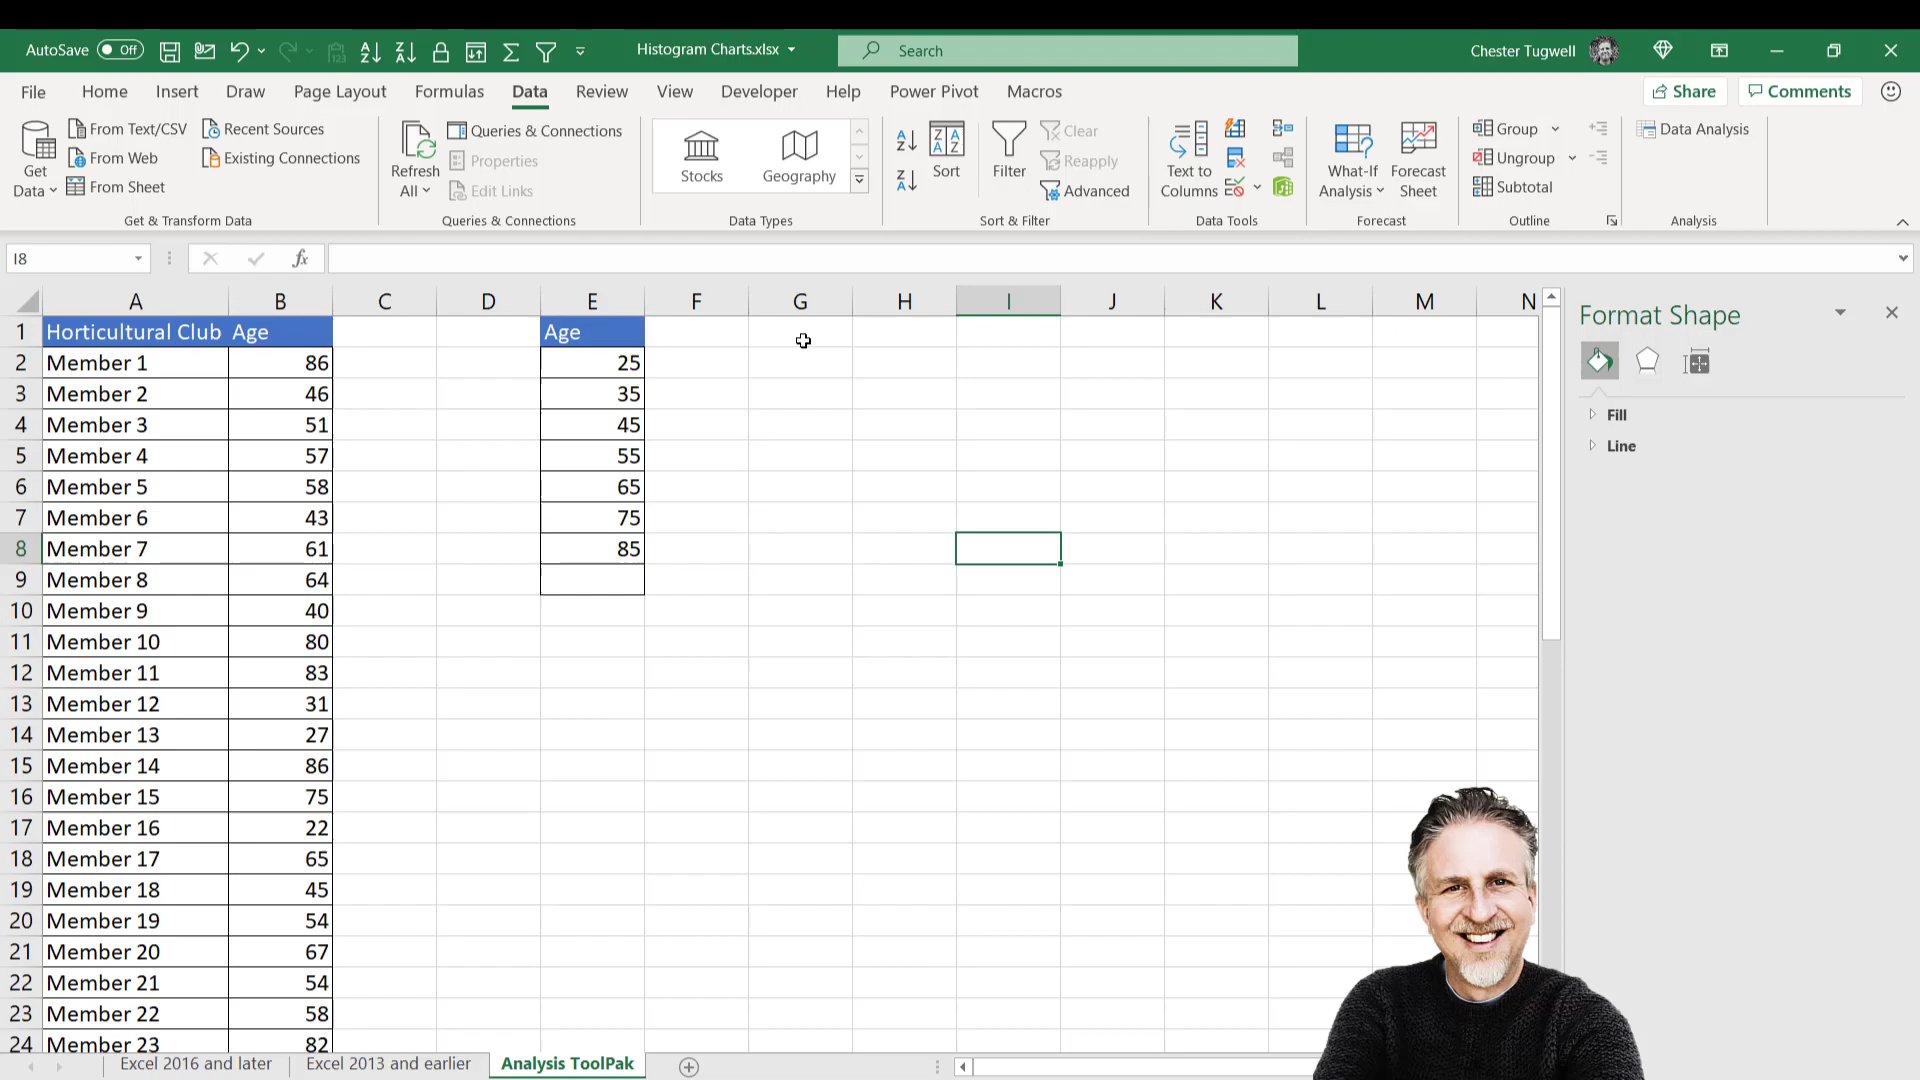 AutoSave Off Histogram Charts.xlsx Search Chester Tugwell
File Home Insert Draw Page Layout Formulas Data Review View Developer Help Power Pivot Macros Share Comments
Get Data
From Text/CSV
From Web
From Sheet
Recent Sources
Existing Connections
Get & Transform Data
Refresh All
Queries & Connections
Properties
Edit Links
Queries & Connections
Stocks
Geography
Data Types
Sort
Filter
Clear
Reapply
Advanced
Sort & Filter
Text to Columns
Data Tools
What-If Analysis
Forecast Sheet
Forecast
Group
Ungroup
Subtotal
Outline
Data Analysis
Analysis
I8 fx
A B C D E F G H I J K L M N
1 Horticultural Club Age Age
2 Member 1 86 25
3 Member 2 46 35
4 Member 3 51 45
5 Member 4 57 55
6 Member 5 58 65
7 Member 6 43 75
8 Member 7 61 85
9 Member 8 64
10 Member 9 40
11 Member 10 80
12 Member 11 83
13 Member 12 31
14 Member 13 27
15 Member 14 86
16 Member 15 75
17 Member 16 22
18 Member 17 65
19 Member 18 45
20 Member 19 54
21 Member 20 67
22 Member 21 54
23 Member 22 58
24 Member 23 82
Format Shape
Fill
Line
Excel 2016 and later Excel 2013 and earlier Analysis ToolPak